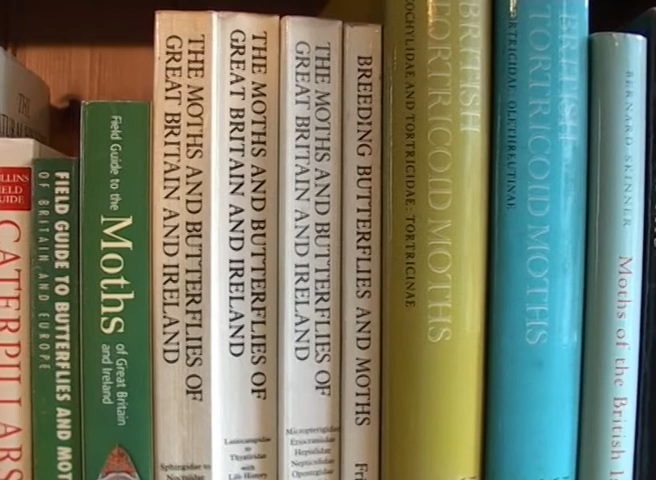 THE
COLLINS
FIELD
GUIDE
CATERPILLARS
FIELD GUIDE TO BUTTERFLIES AND
OF BRITAIN AND EUROPE
Field Guide to the
Moths
of Great Britain
and Ireland
THE MOTHS AND BUTTERFLIES OF
GREAT BRITAIN AND IRELAND
Sphingidae to
Noctuidae
THE MOTHS AND BUTTERFLIES OF
GREAT BRITAIN AND IRELAND
Lasiocampidae
to
Thyatiridae
with
Life History
THE MOTHS AND BUTTERFLIES OF
GREAT BRITAIN AND IRELAND
Micropterigidae
Eriocraniidae
Hepialidae
Nepticulidae
Opostegidae
BREEDING BUTTERFLIES AND MOTHS
BRITISH
TORTRICOID MOTHS
AND TORTRICIDAE: TORTRICINAE
BRITISH
TORTRICOID MOTHS
TORTRICIDAE: OLETHREUTINAE
BERNARD SKINNER
Moths of the British